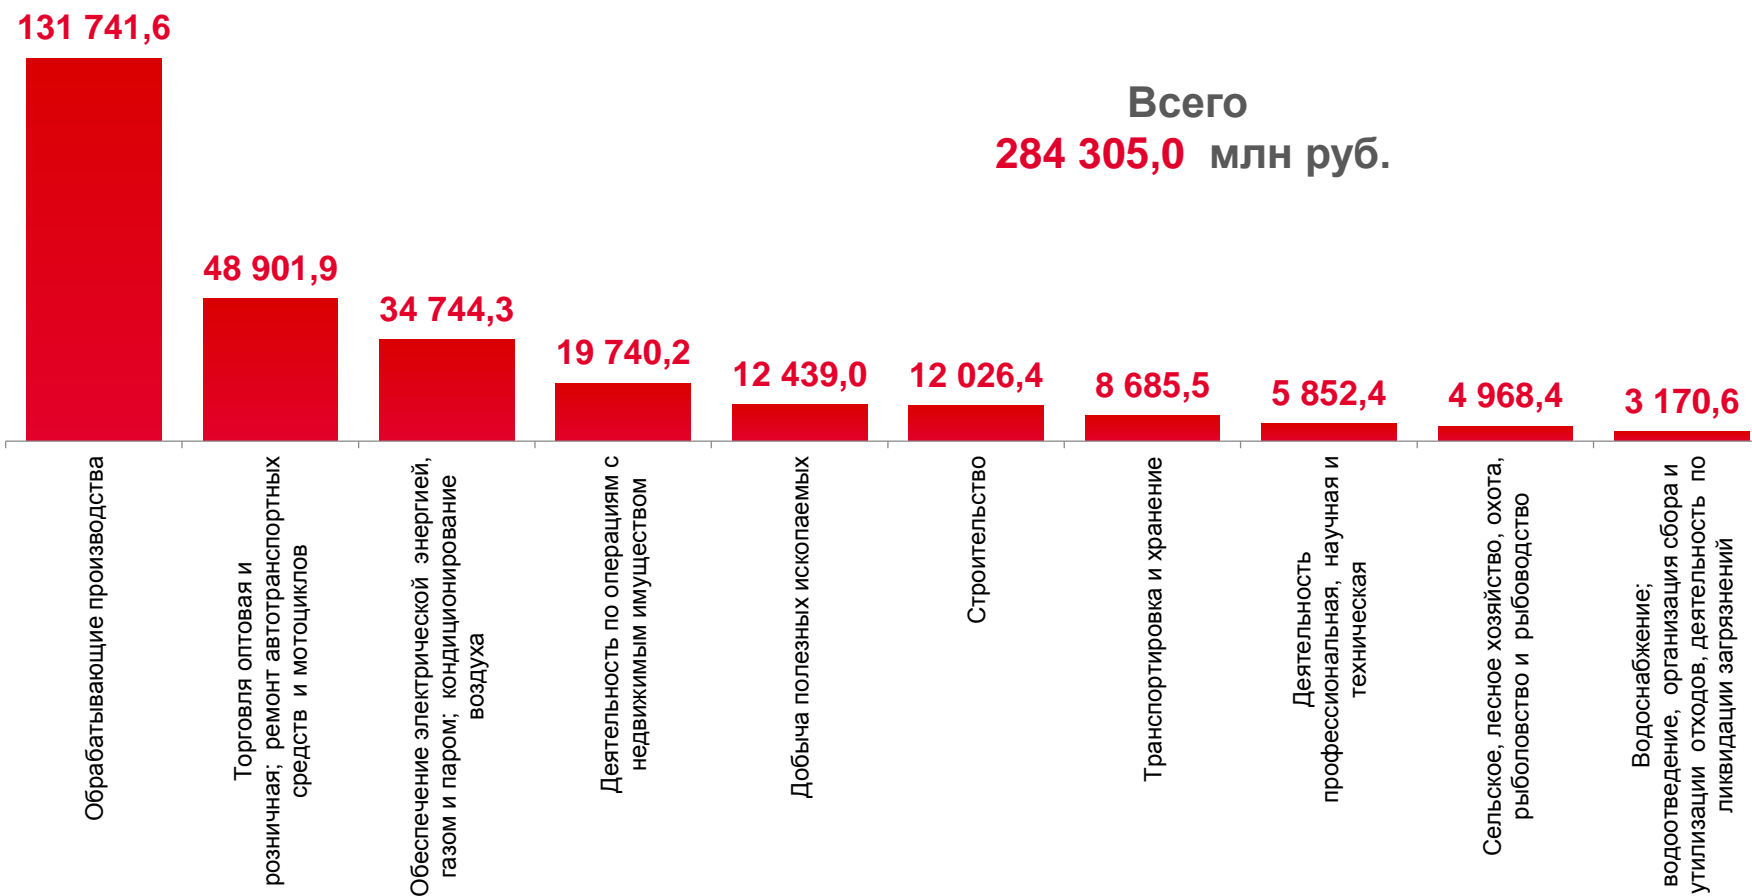 131 741,6
Всего
284 305,0 млн руб.
48 901,9
34 744,3
19 740,2
12 439,0
12 026,4
8 685,5
5 852,4
4 968,4
3 170,6
Обрабатывающие производства
Торговля оптовая и
розничная; ремонт автотранспортных
средств и мотоциклов
Обеспечение электрической энергией,
газом и паром; кондиционирование
воздуха
Деятельность по операциям с
недвижимым имуществом
Добыча полезных ископаемых
Строительство
Транспортировка и хранение
Деятельность
профессиональная, научная и
техническая
Сельское, лесное хозяйство, охота,
рыболовство и рыбоводство
Водоснабжение;
водоотведение, организация сбора и
утилизации отходов, деятельность по
ликвидации загрязнений